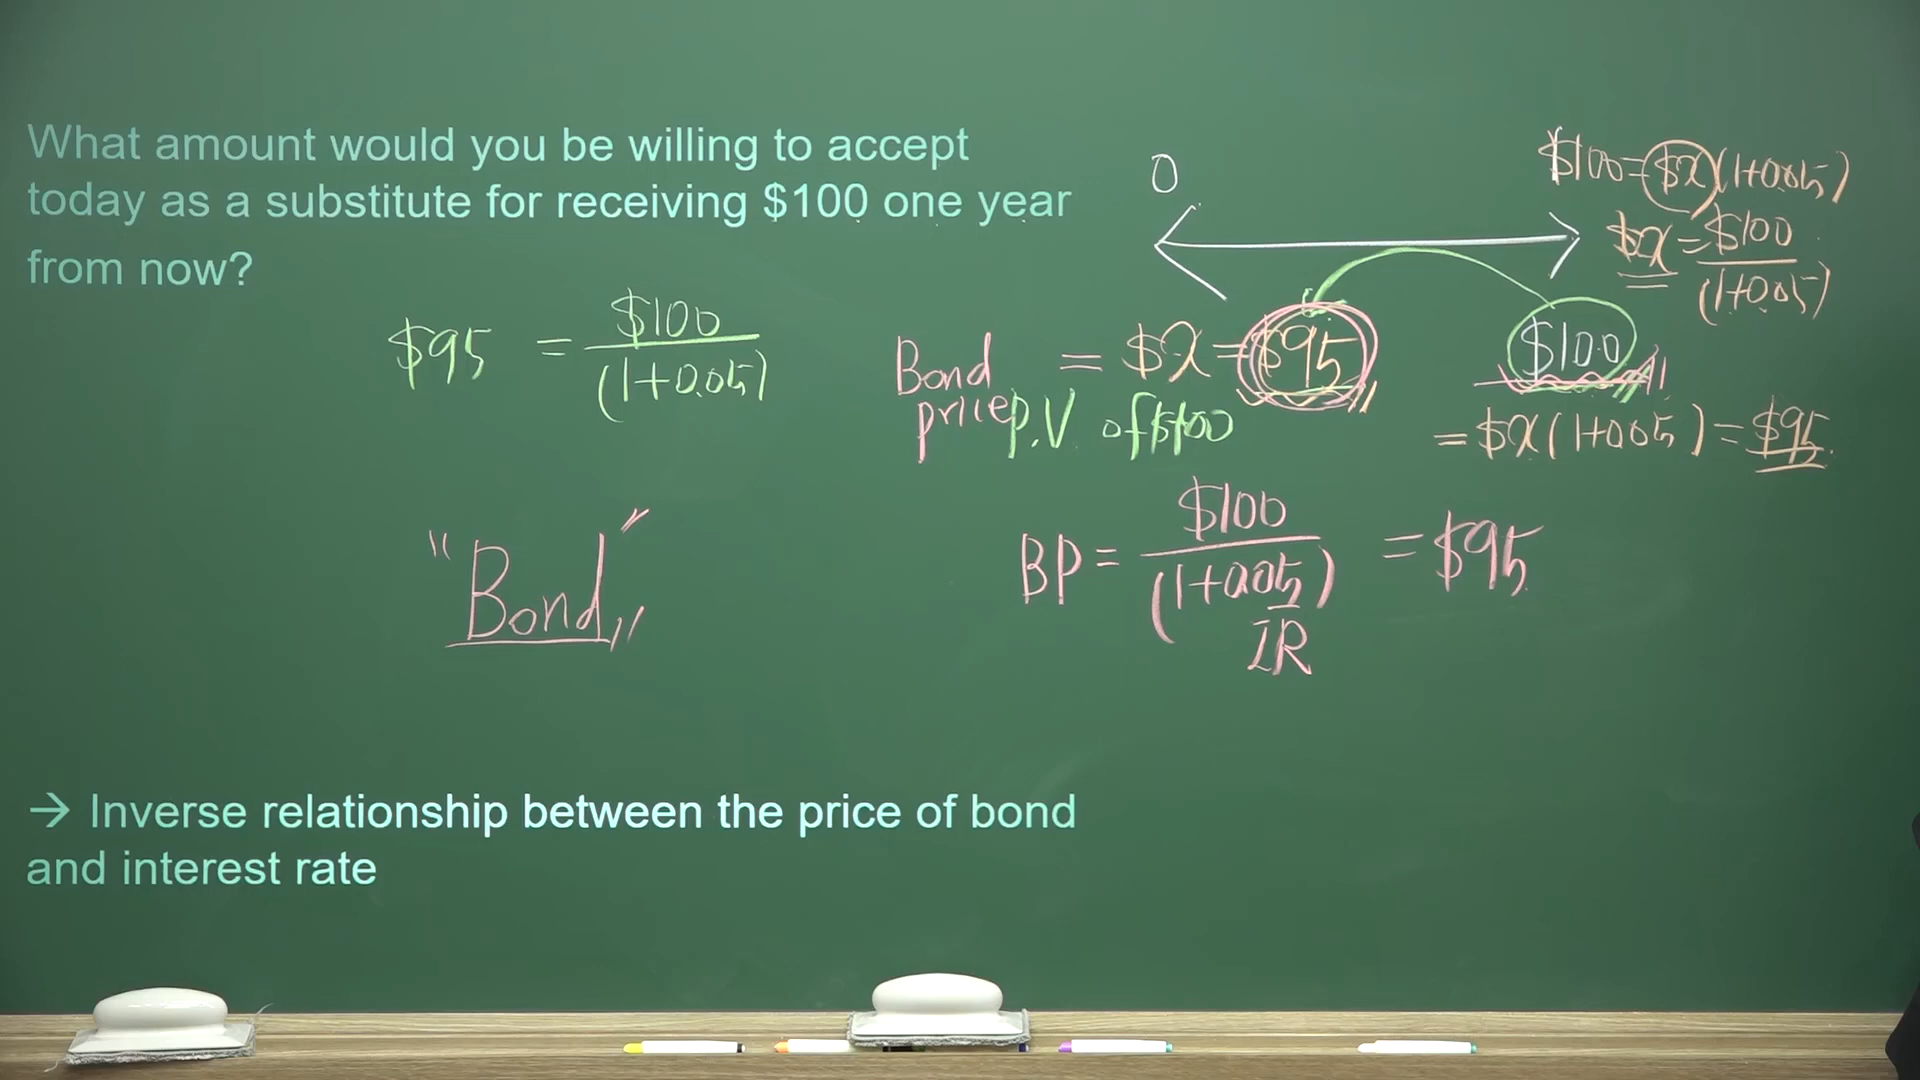 What amount would you be willing to accept
today as a substitute for receiving $100 one year
from now?
$95 = $100 / (1+0.05)
"Bond"
0
$100 = $x(1+0.05)
$x = $100 / (1+0.05)
Bond price = $x = $95
P.V of $100
$100
= $x(1+0.05) = $95
BP = $100 / (1+0.05) = $95
IR
→ Inverse relationship between the price of bond
and interest rate